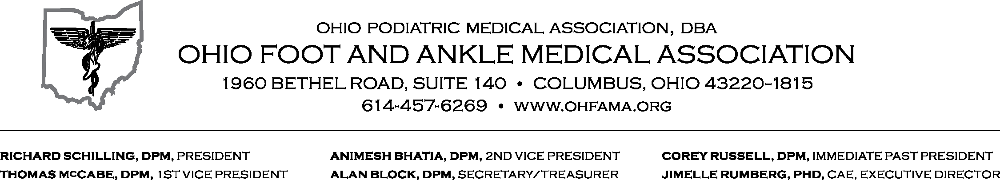 OHIO PODIATRIC MEDICAL ASSOCIATION, DBA
OHIO FOOT AND ANKLE MEDICAL ASSOCIATION
1960 BETHEL ROAD, SUITE 140 • COLUMBUS, OHIO 43220-1815
614-457-6269 • WWW.OHFAMA.ORG
RICHARD SCHILLING, DPM, PRESIDENT
THOMAS McCABE, DPM, 1ST VICE PRESIDENT
ANIMESH BHATIA, DPM, 2ND VICE PRESIDENT
ALAN BLOCK, DPM, SECRETARY/TREASURER
COREY RUSSELL, DPM, IMMEDIATE PAST PRESIDENT
JIMELLE RUMBERG, PHD, CAE, EXECUTIVE DIRECTOR